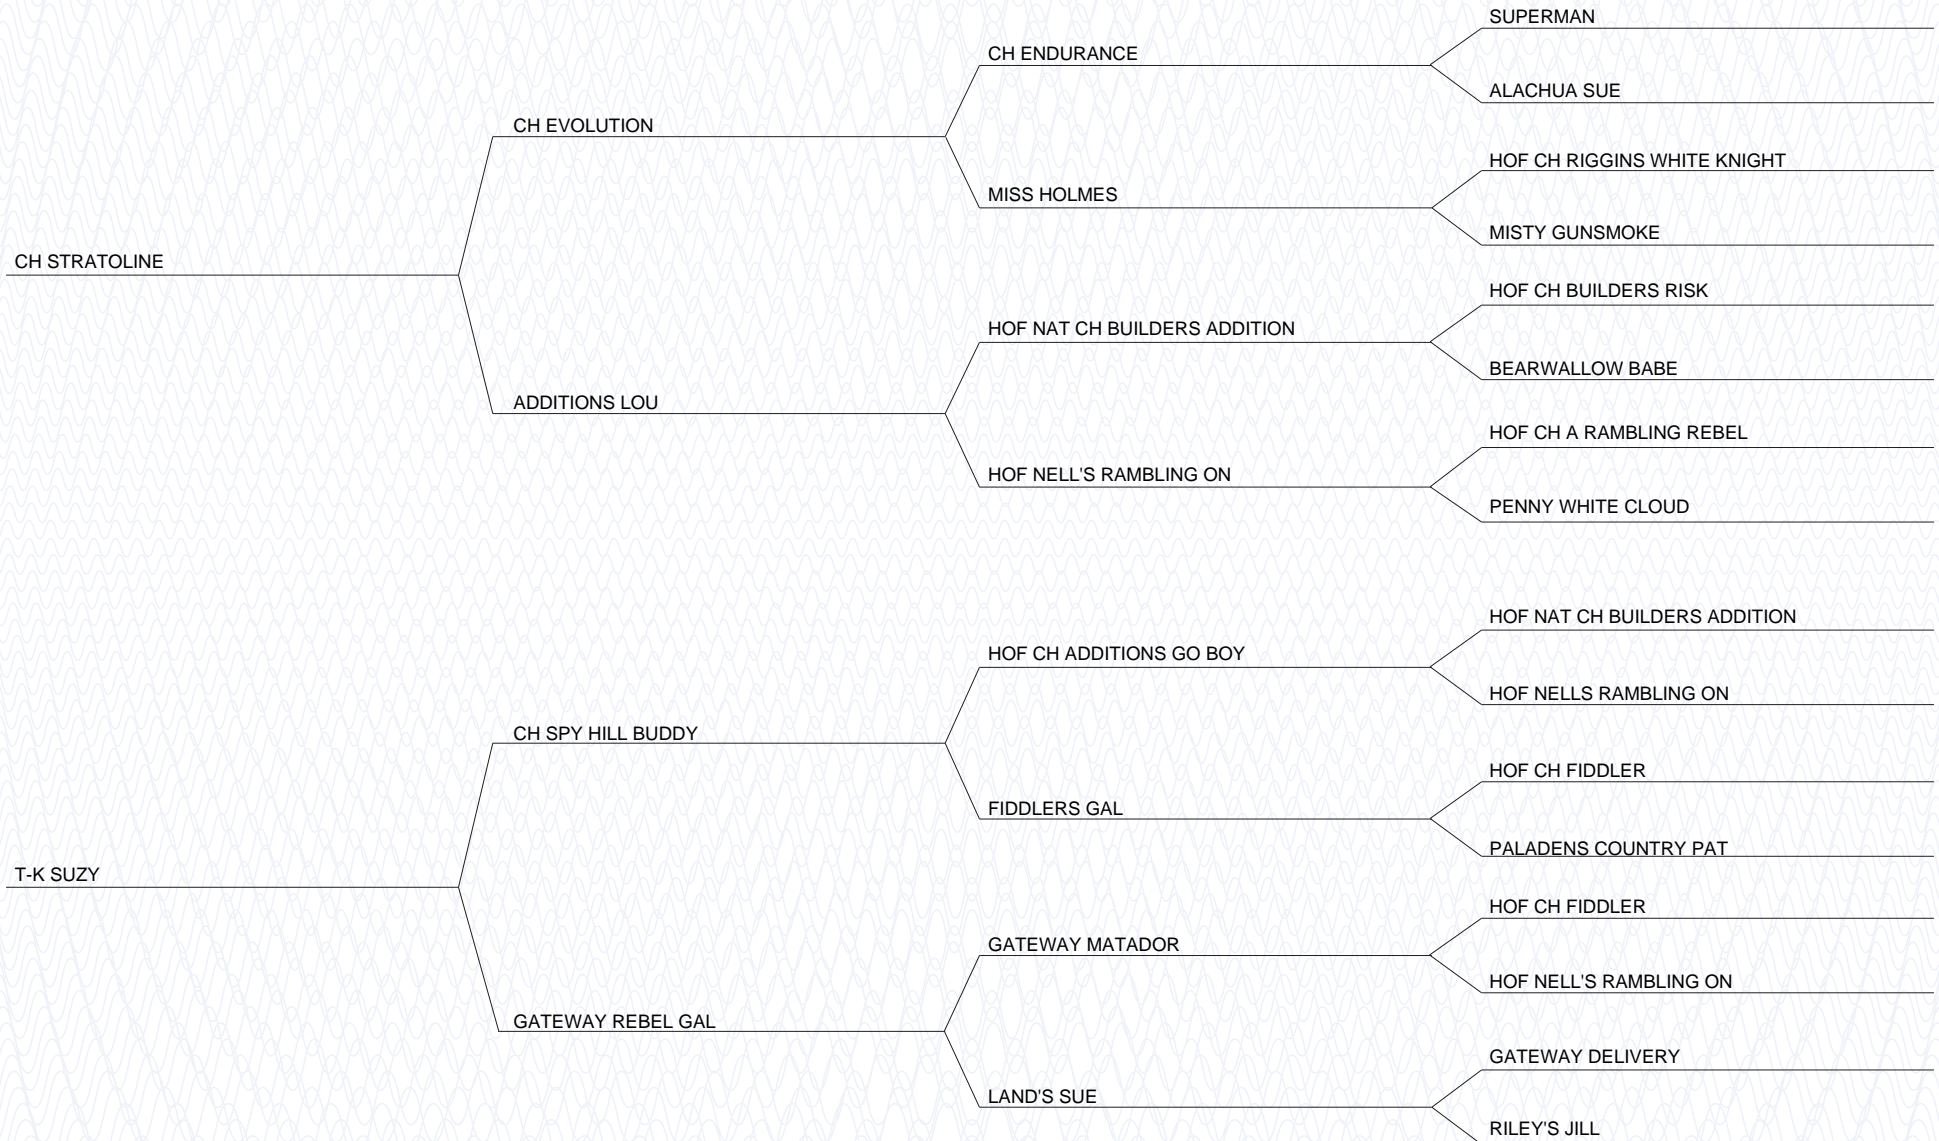 SUPERMAN
CH ENDURANCE
ALACHUA SUE
CH EVOLUTION
HOF CH RIGGINS WHITE KNIGHT
MISS HOLMES
MISTY GUNSMOKE
CH STRATOLINE
HOF CH BUILDERS RISK
HOF NAT CH BUILDERS ADDITION
BEARWALLOW BABE
ADDITIONS LOU
HOF CH A RAMBLING REBEL
HOF NELL'S RAMBLING ON
PENNY WHITE CLOUD
HOF NAT CH BUILDERS ADDITION
HOF CH ADDITIONS GO BOY
HOF NELLS RAMBLING ON
CH SPY HILL BUDDY
HOF CH FIDDLER
FIDDLERS GAL
PALADENS COUNTRY PAT
T-K SUZY
HOF CH FIDDLER
GATEWAY MATADOR
HOF NELL'S RAMBLING ON
GATEWAY REBEL GAL
GATEWAY DELIVERY
LAND'S SUE
RILEY'S JILL